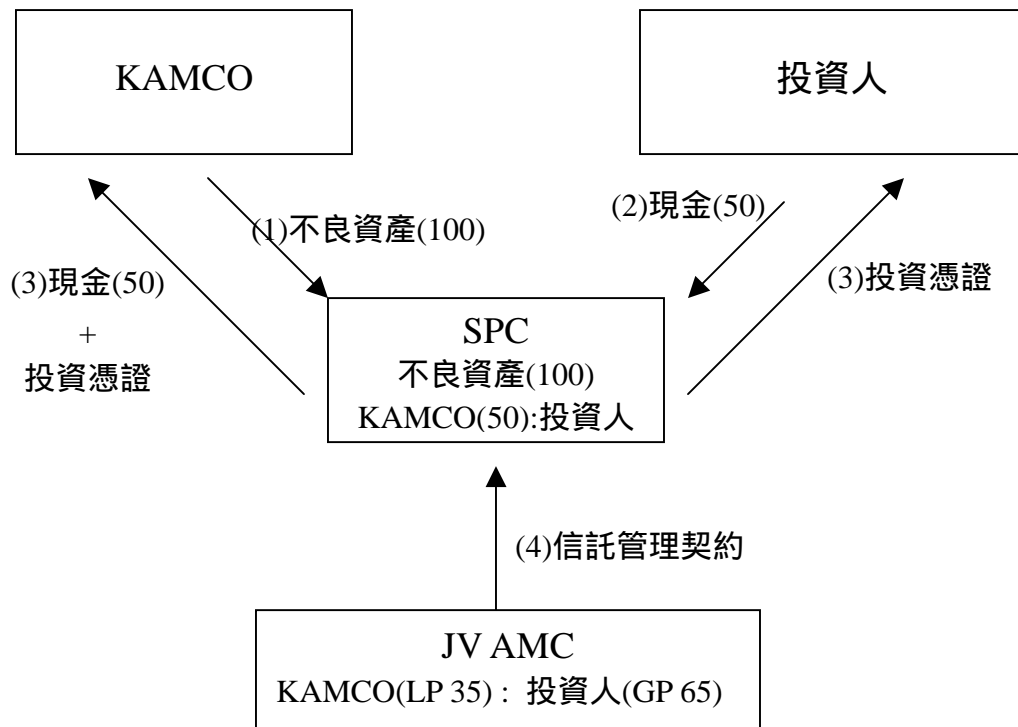 KAMCO
投資人
(1)不良資產(100)
(2)現金(50)
(3)現金(50)
+
投資憑證
(3)投資憑證
SPC
不良資產(100)
KAMCO(50):投資人
(4)信託管理契約
JV AMC
KAMCO(LP 35) : 投資人(GP 65)